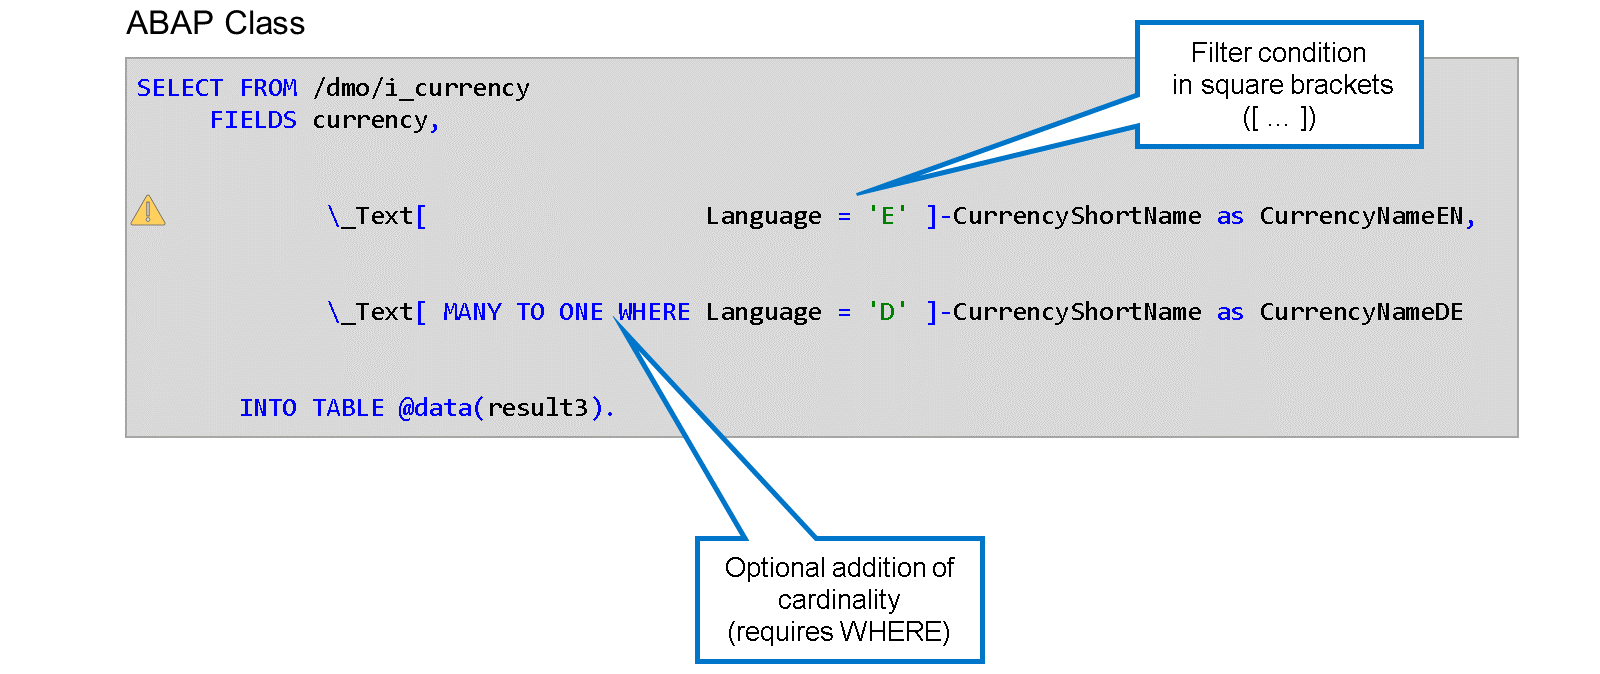 ABAP Class
Filter condition
in square brackets
([ ... ])
SELECT FROM /dmo/i_currency
FIELDS currency,
\_Text[ Language = 'E' ]-CurrencyShortName as CurrencyNameEN,
\_Text[ MANY TO ONE WHERE Language = 'D' ]-CurrencyShortName as CurrencyNameDE
INTO TABLE @data(result3).
Optional addition of
cardinality
(requires WHERE)